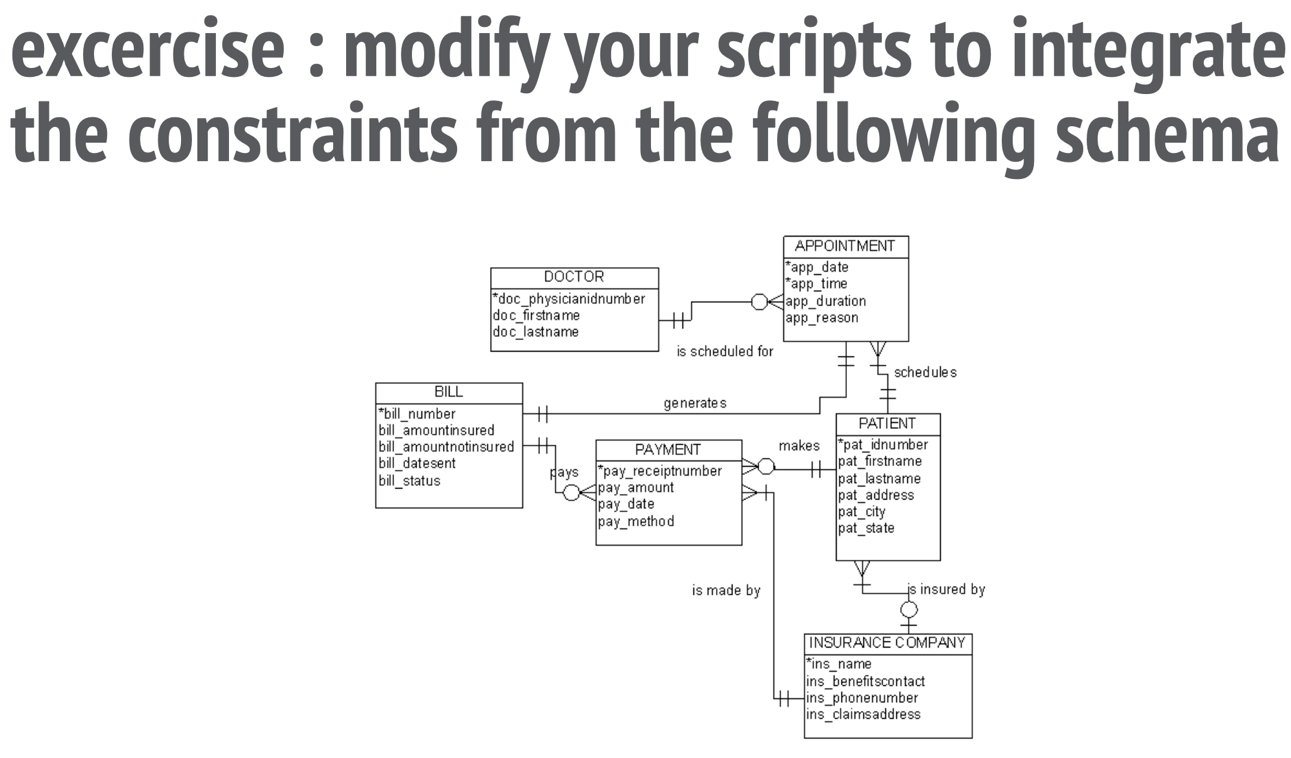 excercise : modify your scripts to integrate
the constraints from the following schema
APPOINTMENT
*app_date
*app_time
app_duration
app_reason
DOCTOR
*doc_physicianidnumber
doc_firstname
doc_lastname
is scheduled for
schedules
BILL
*bill_number
bill_amountinsured
bill_amountnotinsured
bill_datesent
bill_status
generates
pays
PAYMENT
*pay_receiptnumber
pay_amount
pay_date
pay_method
makes
PATIENT
*pat_idnumber
pat_firstname
pat_lastname
pat_address
pat_city
pat_state
is made by
is insured by
INSURANCE COMPANY
*ins_name
ins_benefitscontact
ins_phonenumber
ins_claimsaddress